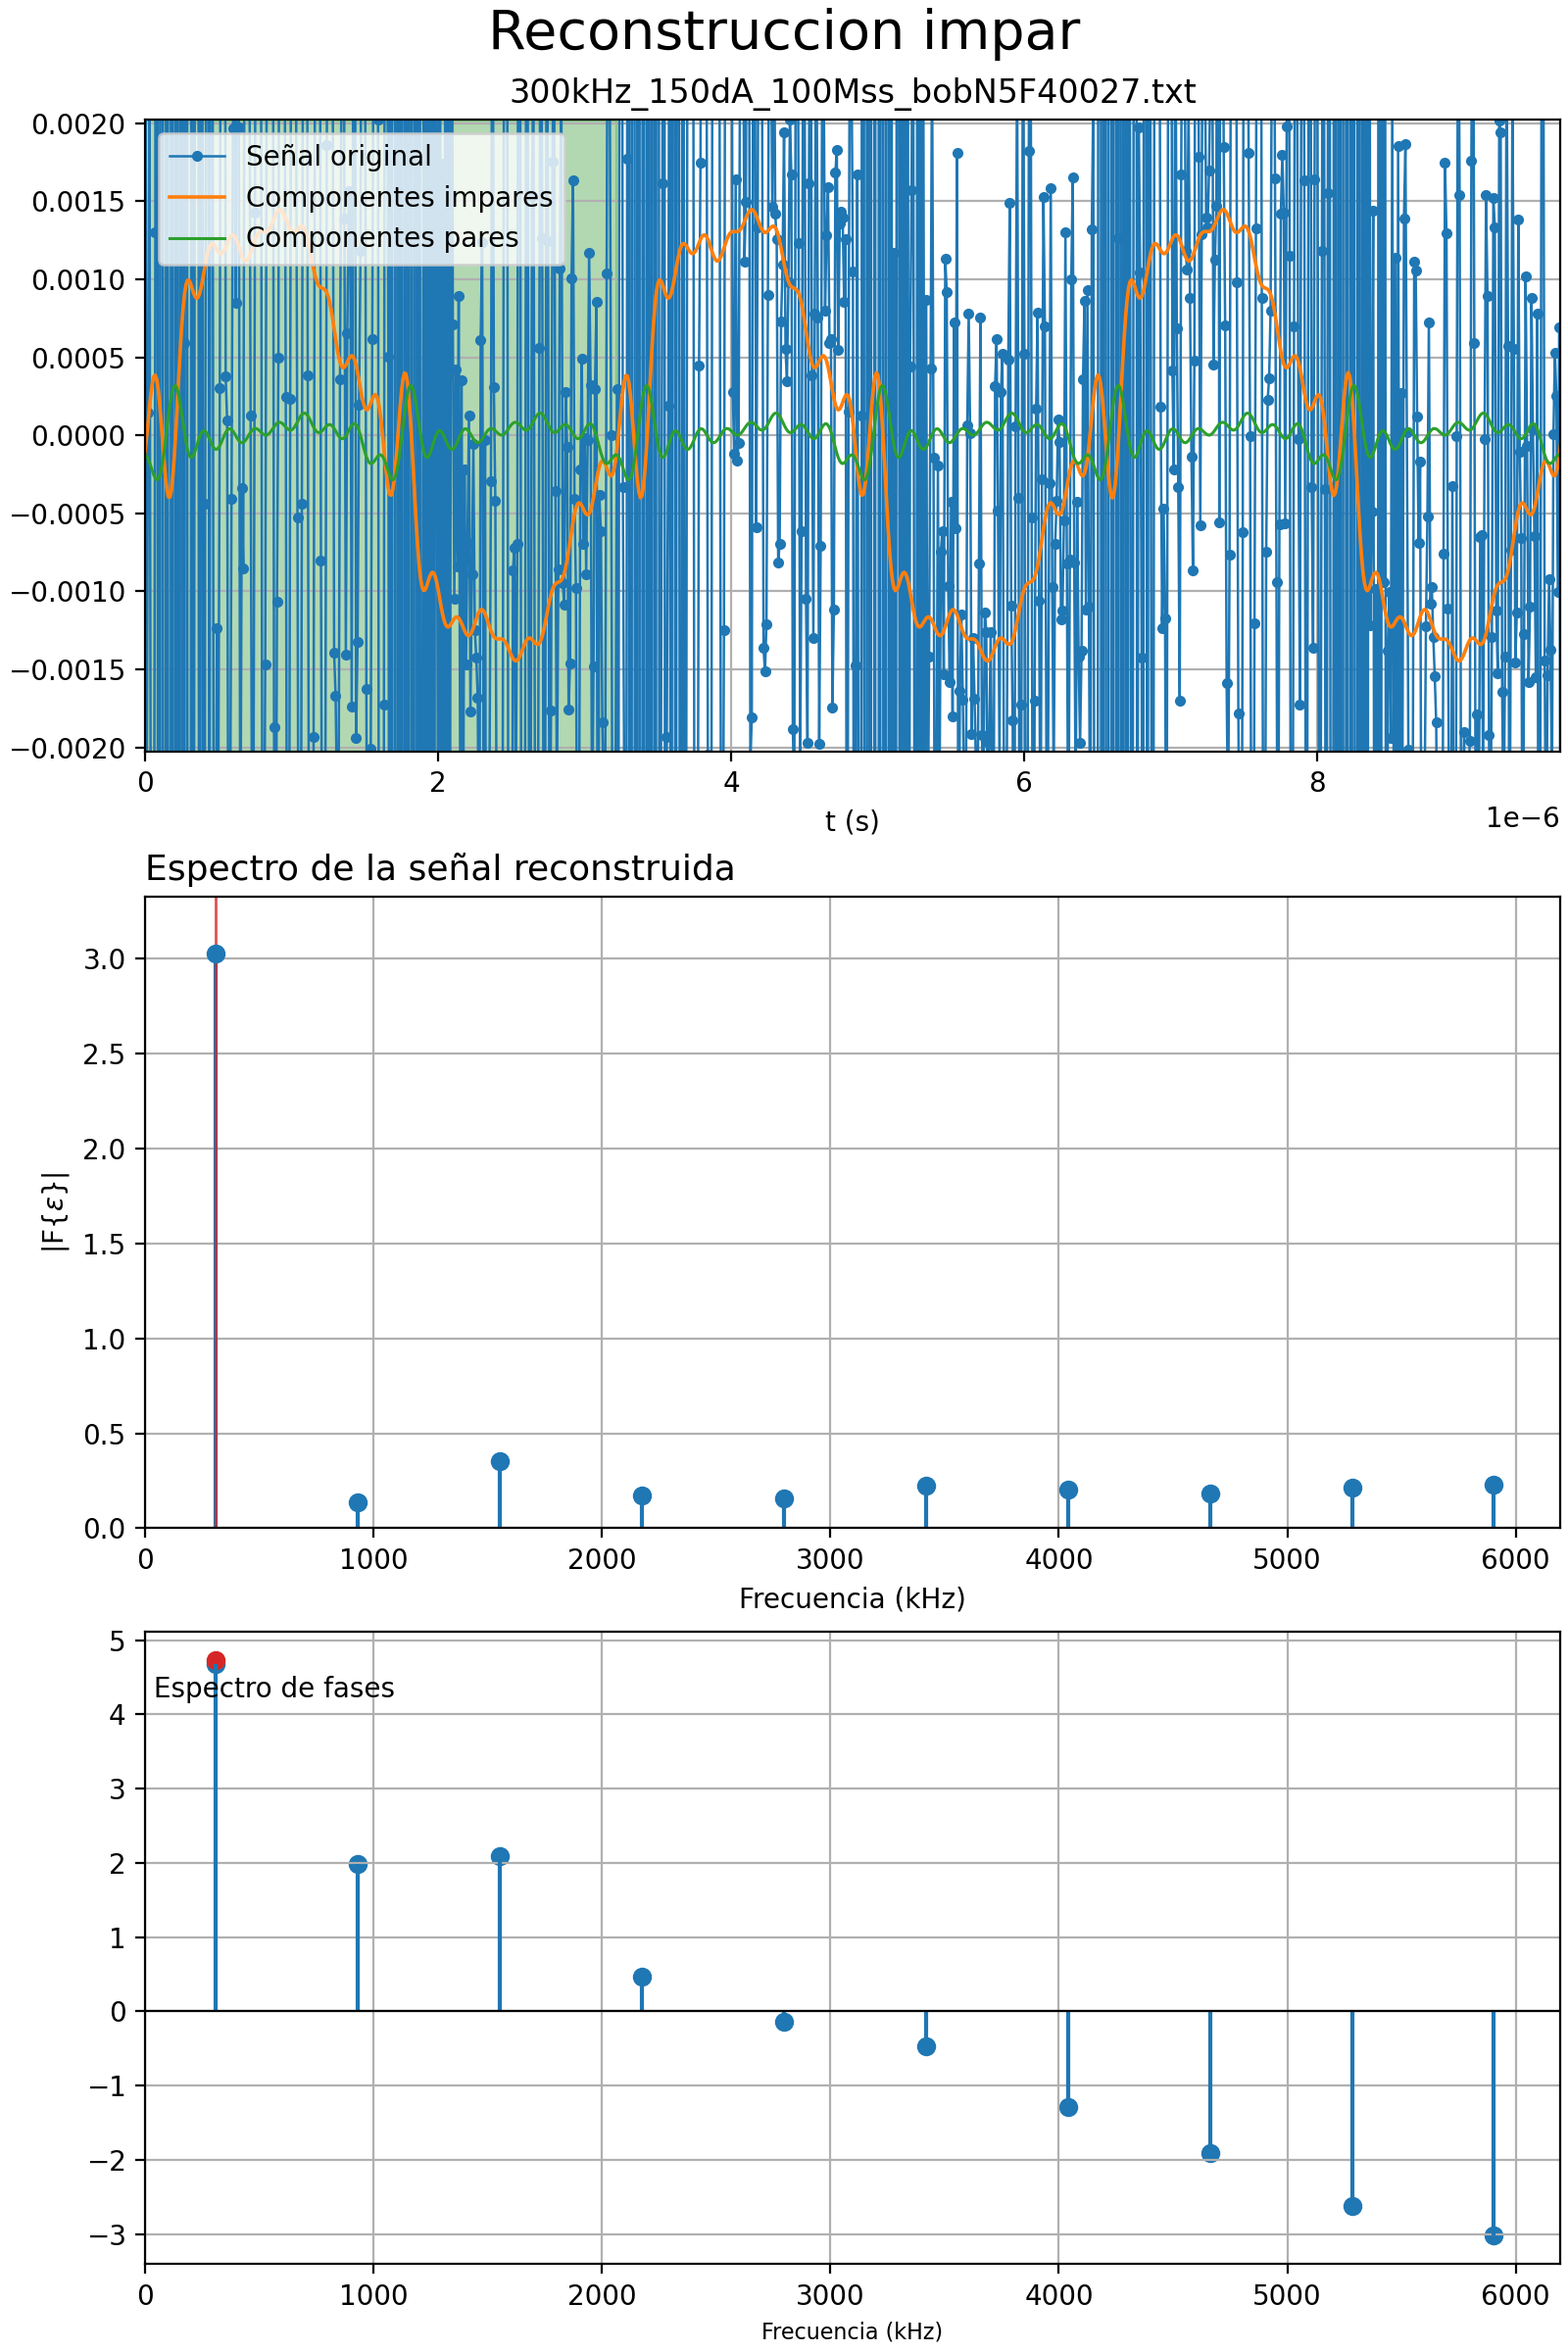 Reconstruccion impar
300kHz_150dA_100Mss_bobN5F40027.txt
0.0020
0.0015
0.0010
0.0005
0.0000
−0.0005
−0.0010
−0.0015
−0.0020
Señal original
Componentes impares
Componentes pares
0 2 4 6 8
t (s)
1e−6
Espectro de la señal reconstruida
3.0
2.5
2.0
1.5
1.0
0.5
0.0
|F{ε}|
0 1000 2000 3000 4000 5000 6000
Frecuencia (kHz)
5
4
3
2
1
0
−1
−2
−3
Espectro de fases
0 1000 2000 3000 4000 5000 6000
Frecuencia (kHz)